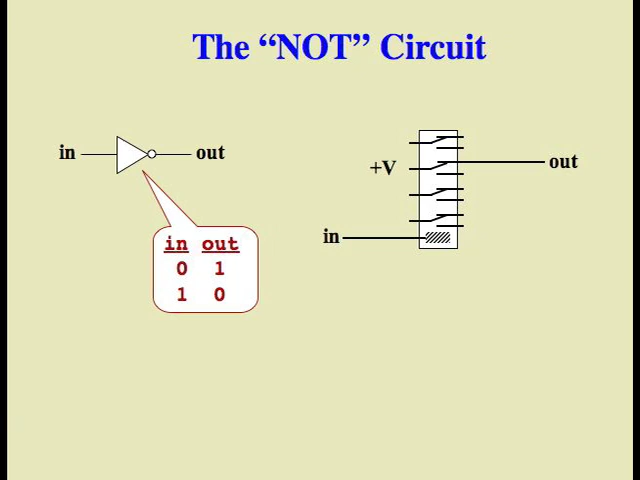 The “NOT” Circuit
in
out
in out
0 1
1 0
+V
out
in